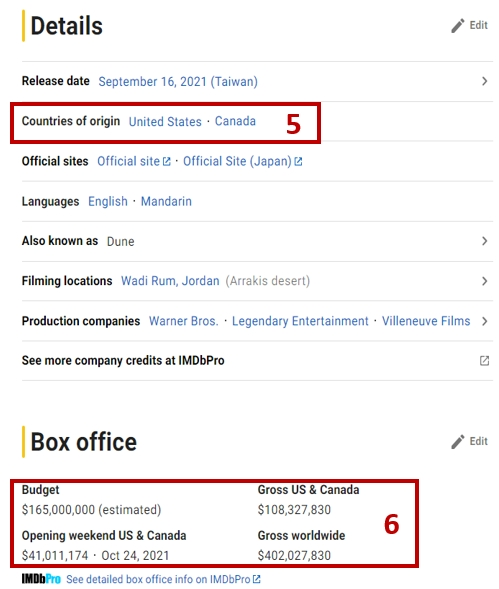 Details
Edit
Release date September 16, 2021 (Taiwan)
Countries of origin United States · Canada 5
Official sites Official site · Official Site (Japan)
Languages English · Mandarin
Also known as Dune
Filming locations Wadi Rum, Jordan (Arrakis desert)
Production companies Warner Bros. · Legendary Entertainment · Villeneuve Films
See more company credits at IMDbPro
Box office
Edit
Budget Gross US & Canada
$165,000,000 (estimated) $108,327,830
6
Opening weekend US & Canada Gross worldwide
$41,011,174 · Oct 24, 2021 $402,027,830
IMDbPro See detailed box office info on IMDbPro